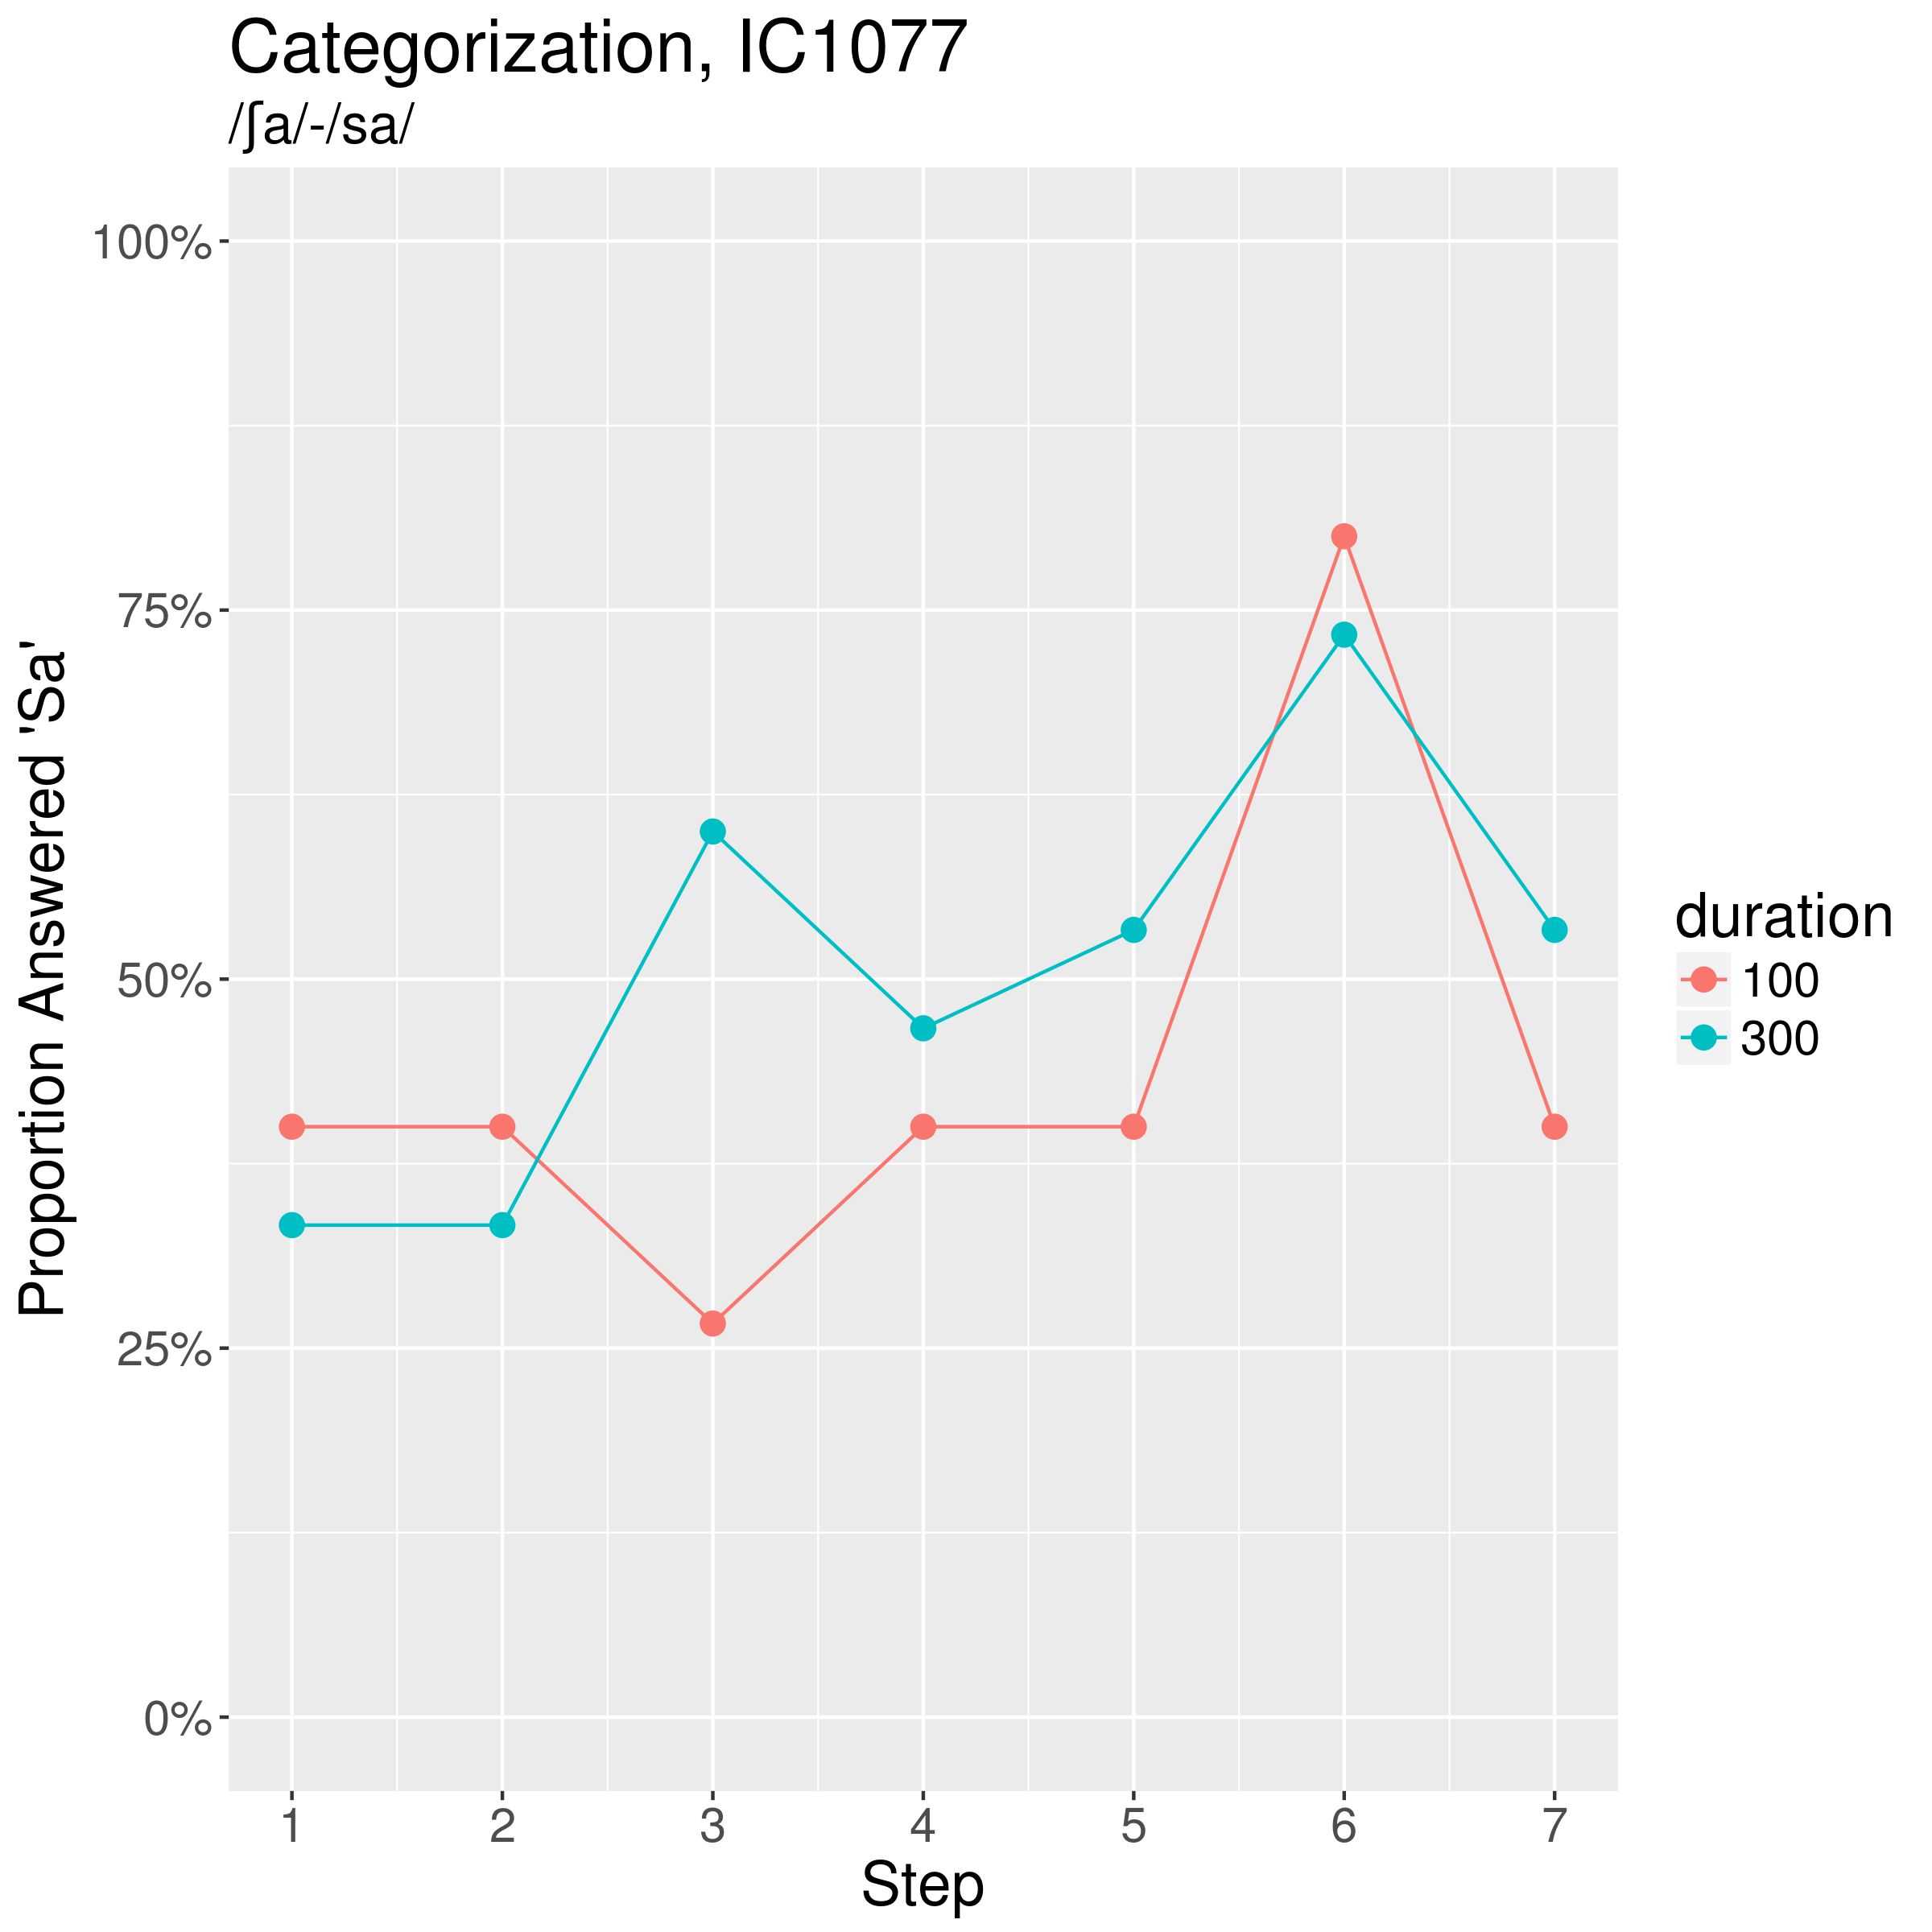 Categorization, IC1077
/ʃa/-/sa/
Proportion Answered 'Sa'
100%
75%
50%
25%
0%
1 2 3 4 5 6 7
Step
duration
100
300